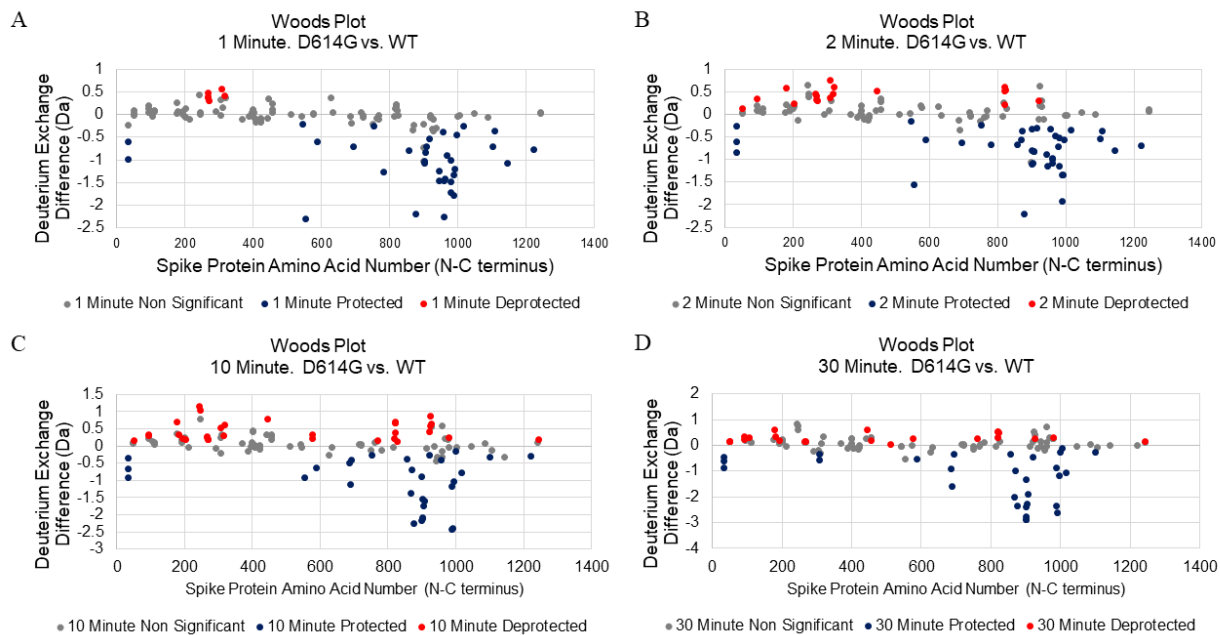 A
Woods Plot
1 Minute. D614G vs. WT
Deuterium Exchange
Difference (Da)
1
0.5
0
-0.5
-1
-1.5
-2
-2.5
0 200 400 600 800 1000 1200 1400
Spike Protein Amino Acid Number (N-C terminus)
1 Minute Non Significant 1 Minute Protected 1 Minute Deprotected
B
Woods Plot
2 Minute. D614G vs. WT
Deuterium Exchange
Difference (Da)
1
0.5
0
-0.5
-1
-1.5
-2
-2.5
0 200 400 600 800 1000 1200 1400
Spike Protein Amino Acid Number (N-C terminus)
2 Minute Non Significant 2 Minute Protected 2 Minute Deprotected
C
Woods Plot
10 Minute. D614G vs. WT
Deuterium Exchange
Difference (Da)
1.5
1
0.5
0
-0.5
-1
-1.5
-2
-2.5
-3
0 200 400 600 800 1000 1200 1400
Spike Protein Amino Acid Number (N-C terminus)
10 Minute Non Significant 10 Minute Protected 10 Minute Deprotected
D
Woods Plot
30 Minute. D614G vs. WT
Deuterium Exchange
Difference (Da)
2
1
0
-1
-2
-3
-4
0 200 400 600 800 1000 1200 1400
Spike Protein Amino Acid Number (N-C terminus)
30 Minute Non Significant 30 Minute Protected 30 Minute Deprotected